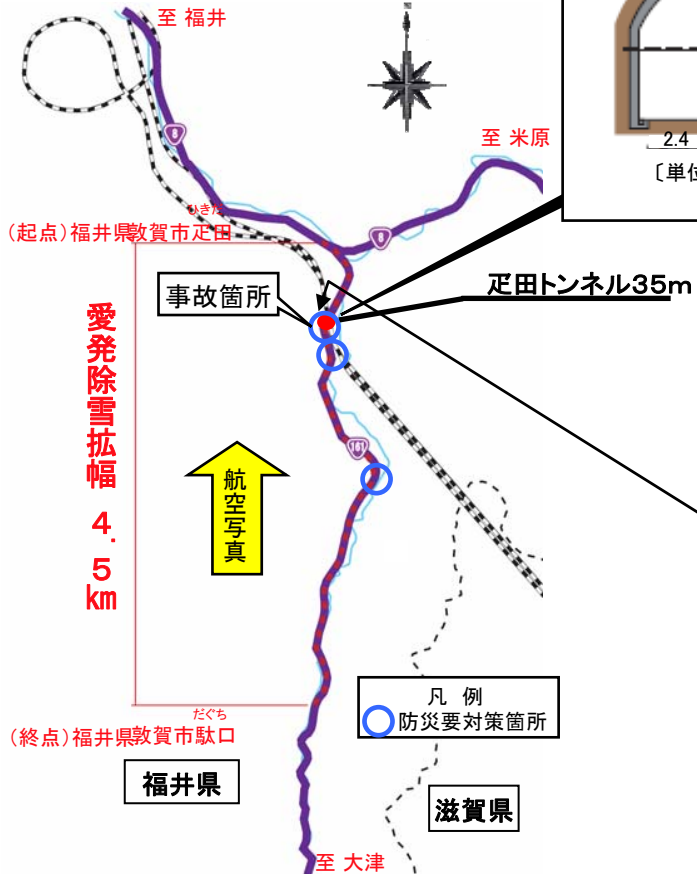 至 福井
8
至 米原
2.4
〔単位
ひきだ
(起点)福井県敦賀市疋田
8
事故箇所
疋田トンネル35m
愛発除雪拡幅 4.5km
161
航空写真
凡 例
防災要対策箇所
だぐち
(終点)福井県敦賀市駄口
福井県
滋賀県
至 大津